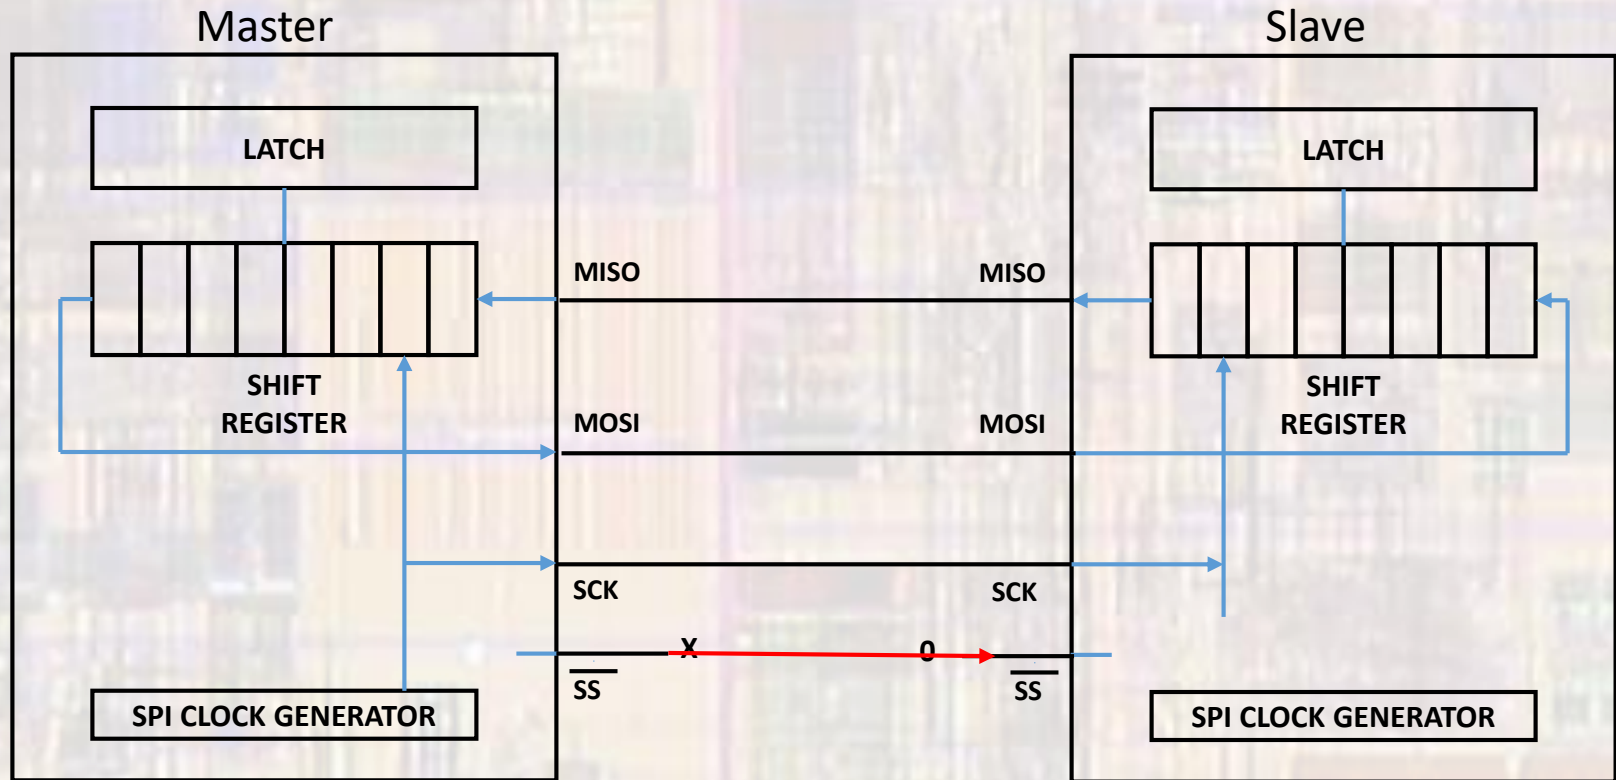 Master
Slave
LATCH
LATCH
MISO
MISO
SHIFT
REGISTER
SHIFT
REGISTER
MOSI
MOSI
SCK
SCK
X
0
SS
SS
SPI CLOCK GENERATOR
SPI CLOCK GENERATOR